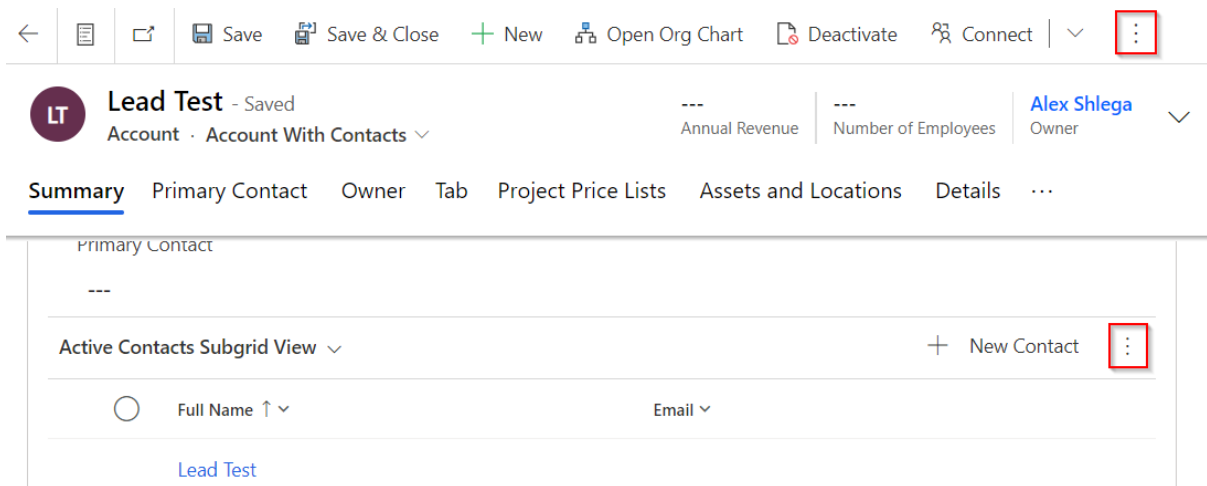 Save Save & Close New Open Org Chart Deactivate Connect
LT Lead Test - Saved --- --- Alex Shlega
Account · Account With Contacts Annual Revenue Number of Employees Owner
Summary Primary Contact Owner Tab Project Price Lists Assets and Locations Details ...
Primary Contact
---
Active Contacts Subgrid View + New Contact
Full Name ↑ Email
Lead Test